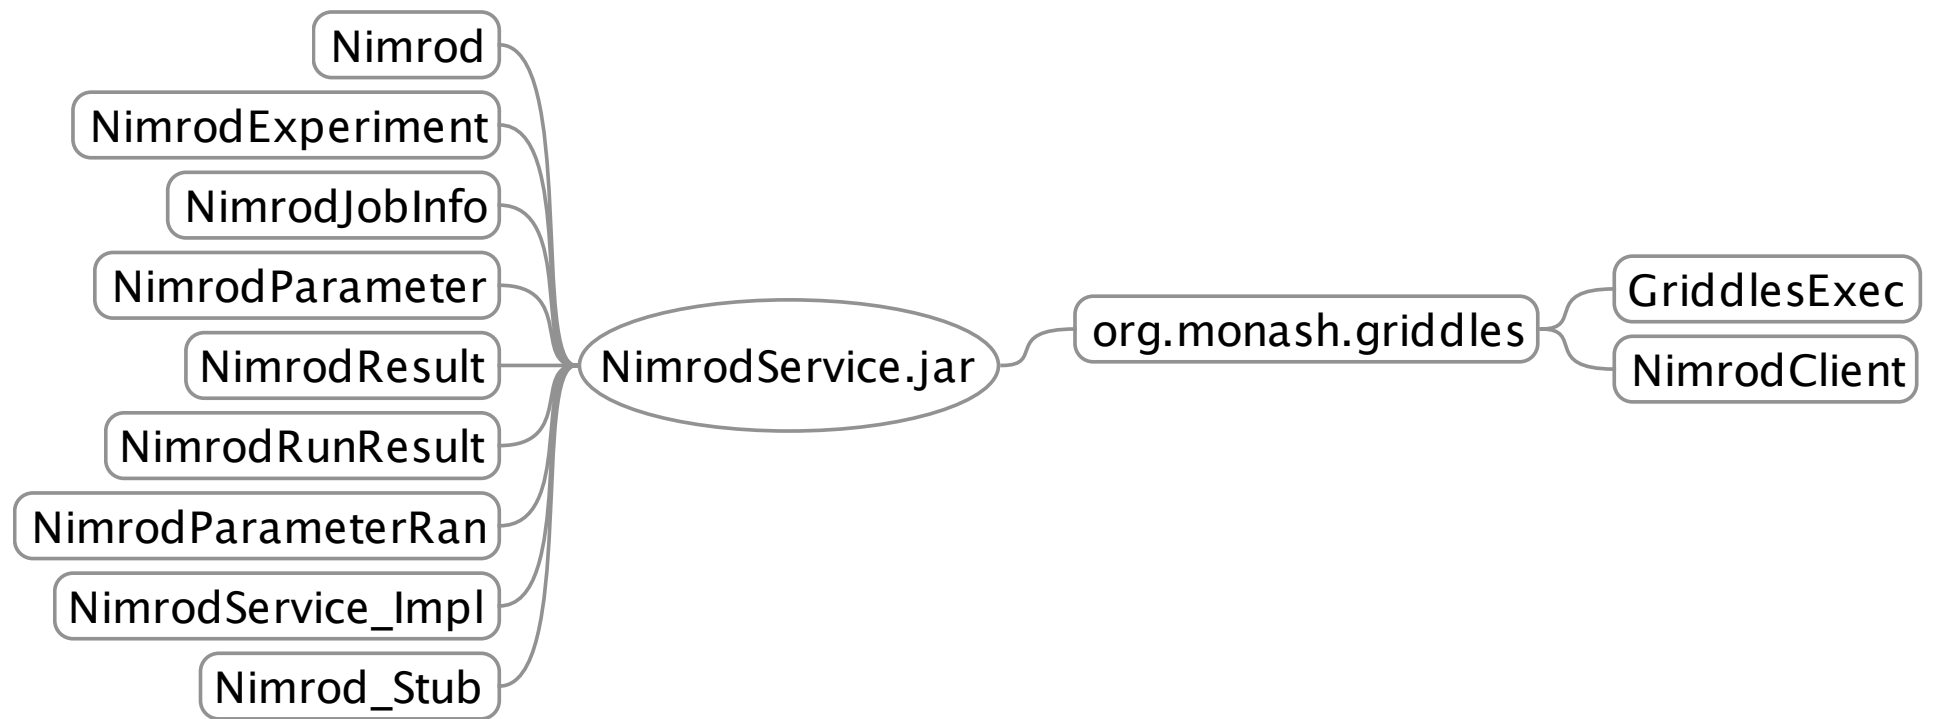 Nimrod
NimrodExperiment
NimrodJobInfo
NimrodParameter
NimrodResult
NimrodRunResult
NimrodParameterRan
NimrodService_Impl
Nimrod_Stub
NimrodService.jar
org.monash.griddles
GriddlesExec
NimrodClient